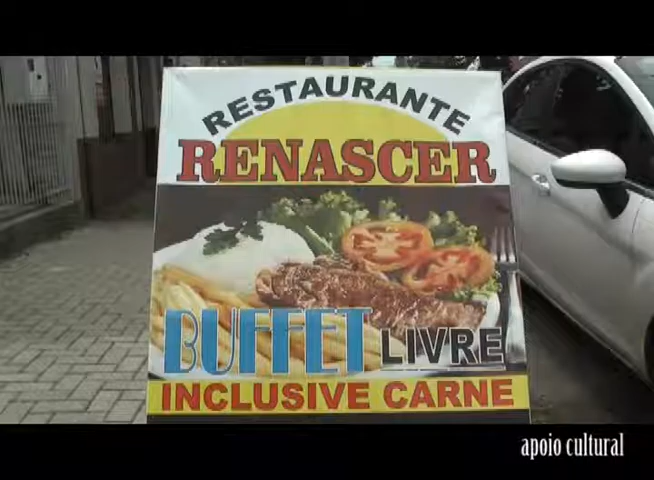 RESTAURANTE
RENASCER
BUFFET LIVRE
INCLUSIVE CARNE
apoio cultural